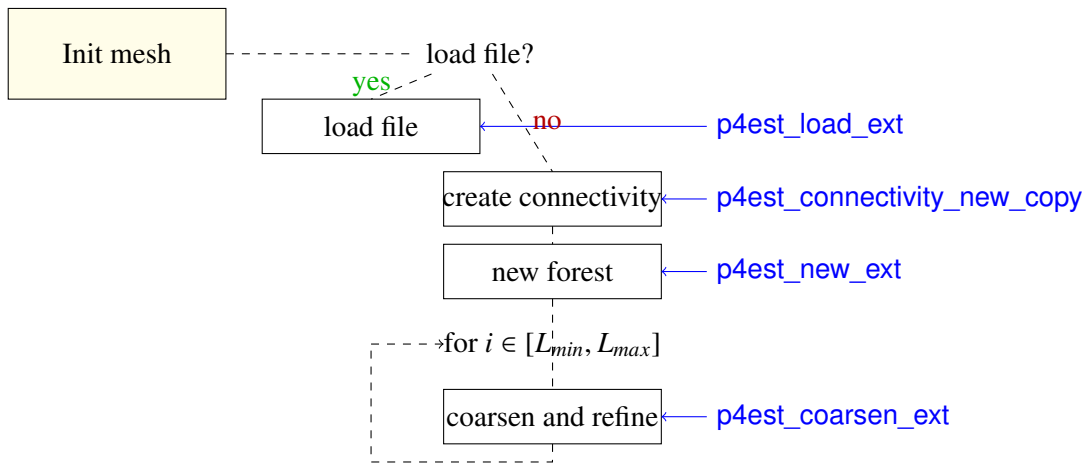 Init mesh
load file?
yes
load file
no
p4est_load_ext
create connectivity
p4est_connectivity_new_copy
new forest
p4est_new_ext
for i ∈ [L_min, L_max]
coarsen and refine
p4est_coarsen_ext